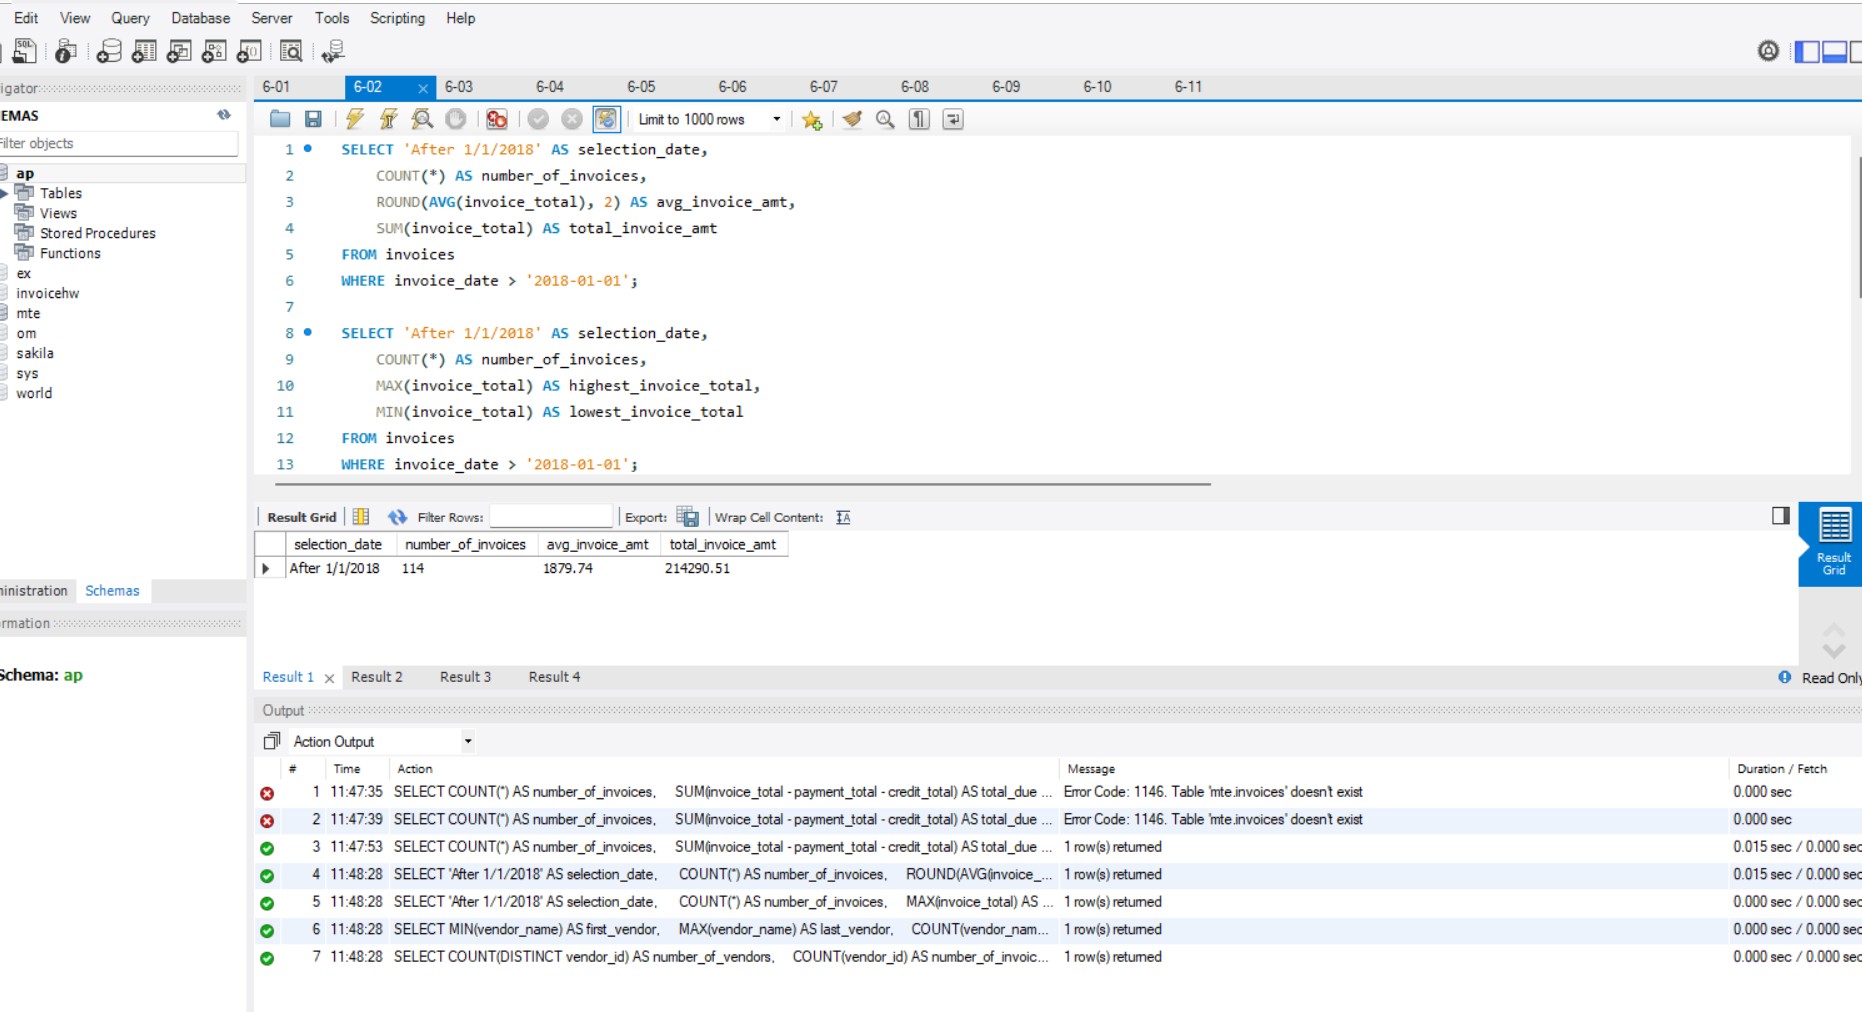 Edit View Query Database Server Tools Scripting Help
SQL
igator
EMAS
Filter objects
ap
Tables
Views
Stored Procedures
Functions
ex
invoicehw
mte
om
sakila
sys
world
ministration Schemas
rmation
Schema: ap
6-01 6-02 6-03 6-04 6-05 6-06 6-07 6-08 6-09 6-10 6-11
Limit to 1000 rows
1 SELECT 'After 1/1/2018' AS selection_date,
2 COUNT(*) AS number_of_invoices,
3 ROUND(AVG(invoice_total), 2) AS avg_invoice_amt,
4 SUM(invoice_total) AS total_invoice_amt
5 FROM invoices
6 WHERE invoice_date > '2018-01-01';
7
8 SELECT 'After 1/1/2018' AS selection_date,
9 COUNT(*) AS number_of_invoices,
10 MAX(invoice_total) AS highest_invoice_total,
11 MIN(invoice_total) AS lowest_invoice_total
12 FROM invoices
13 WHERE invoice_date > '2018-01-01';
Result Grid Filter Rows: Export: Wrap Cell Content: IA
selection_date number_of_invoices avg_invoice_amt total_invoice_amt
After 1/1/2018 114 1879.74 214290.51
Result
Grid
Result 1 Result 2 Result 3 Result 4
Read Only
Output
Action Output
# Time Action Message Duration / Fetch
1 11:47:35 SELECT COUNT(*) AS number_of_invoices, SUM(invoice_total - payment_total - credit_total) AS total_due ... Error Code: 1146. Table 'mte.invoices' doesn't exist 0.000 sec
2 11:47:39 SELECT COUNT(*) AS number_of_invoices, SUM(invoice_total - payment_total - credit_total) AS total_due ... Error Code: 1146. Table 'mte.invoices' doesn't exist 0.000 sec
3 11:47:53 SELECT COUNT(*) AS number_of_invoices, SUM(invoice_total - payment_total - credit_total) AS total_due ... 1 row(s) returned 0.015 sec / 0.000 sec
4 11:48:28 SELECT 'After 1/1/2018' AS selection_date, COUNT(*) AS number_of_invoices, ROUND(AVG(invoice_... 1 row(s) returned 0.015 sec / 0.000 sec
5 11:48:28 SELECT 'After 1/1/2018' AS selection_date, COUNT(*) AS number_of_invoices, MAX(invoice_total) AS ... 1 row(s) returned 0.000 sec / 0.000 sec
6 11:48:28 SELECT MIN(vendor_name) AS first_vendor, MAX(vendor_name) AS last_vendor, COUNT(vendor_nam... 1 row(s) returned 0.000 sec / 0.000 sec
7 11:48:28 SELECT COUNT(DISTINCT vendor_id) AS number_of_vendors, COUNT(vendor_id) AS number_of_invoic... 1 row(s) returned 0.000 sec / 0.000 sec